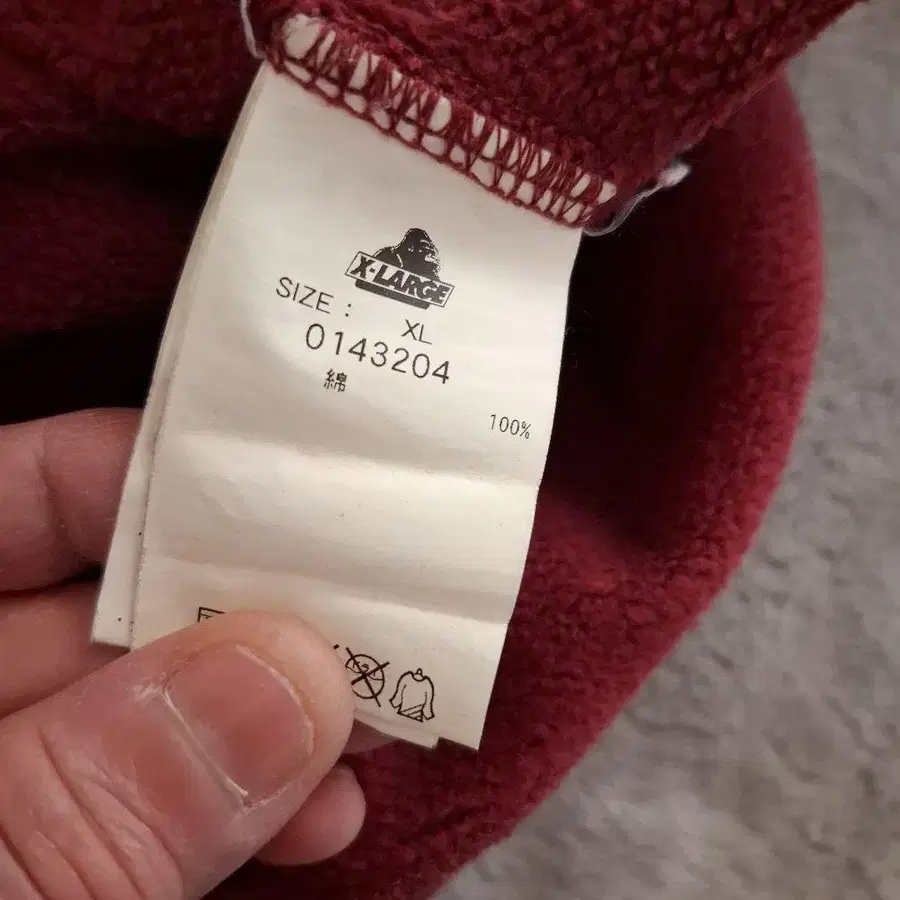 X-LARGE
SIZE : XL
0143204
綿
100%